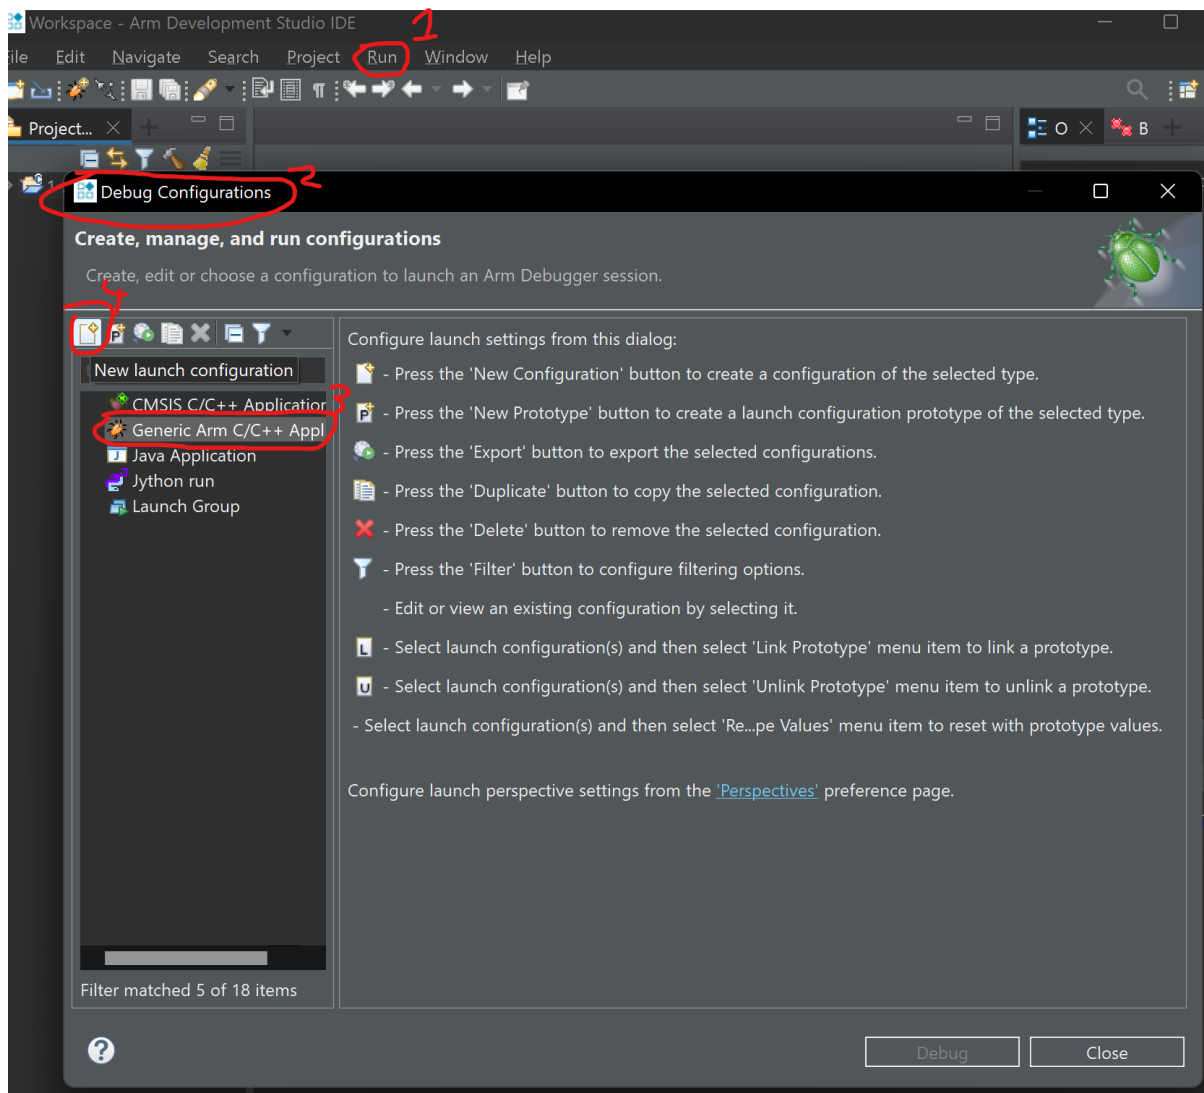 Workspace - Arm Development Studio IDE
1
File Edit Navigate Search Project Run Window Help
Project...
O
B
1
Debug Configurations
2
Create, manage, and run configurations
Create, edit or choose a configuration to launch an Arm Debugger session.
4
New launch configuration
CMSIS C/C++ Application
3
Generic Arm C/C++ Appl
Java Application
Jython run
Launch Group
Filter matched 5 of 18 items
Configure launch settings from this dialog:
- Press the 'New Configuration' button to create a configuration of the selected type.
- Press the 'New Prototype' button to create a launch configuration prototype of the selected type.
- Press the 'Export' button to export the selected configurations.
- Press the 'Duplicate' button to copy the selected configuration.
- Press the 'Delete' button to remove the selected configuration.
- Press the 'Filter' button to configure filtering options.
- Edit or view an existing configuration by selecting it.
- Select launch configuration(s) and then select 'Link Prototype' menu item to link a prototype.
- Select launch configuration(s) and then select 'Unlink Prototype' menu item to unlink a prototype.
- Select launch configuration(s) and then select 'Re...pe Values' menu item to reset with prototype values.
Configure launch perspective settings from the 'Perspectives' preference page.
Debug
Close